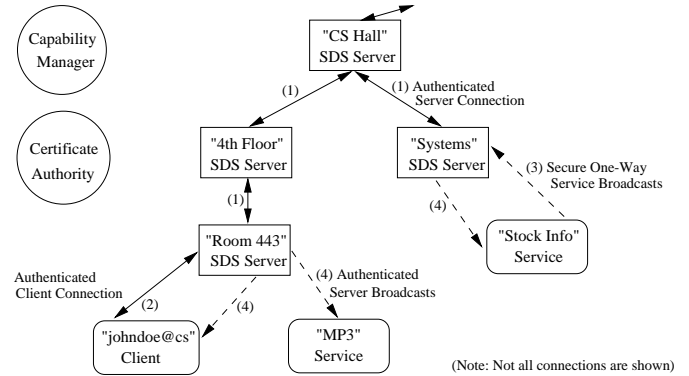 Capability
Manager
"CS Hall"
SDS Server
(1)
(1) Authenticated
Server Connection
Certificate
Authority
"4th Floor"
SDS Server
"Systems"
SDS Server
(3) Secure One-Way
Service Broadcasts
(1)
(4)
"Room 443"
SDS Server
"Stock Info"
Service
Authenticated
Client Connection
(2)
(4)
(4) Authenticated
Server Broadcasts
"johndoe@cs"
Client
"MP3"
Service
(Note: Not all connections are shown)